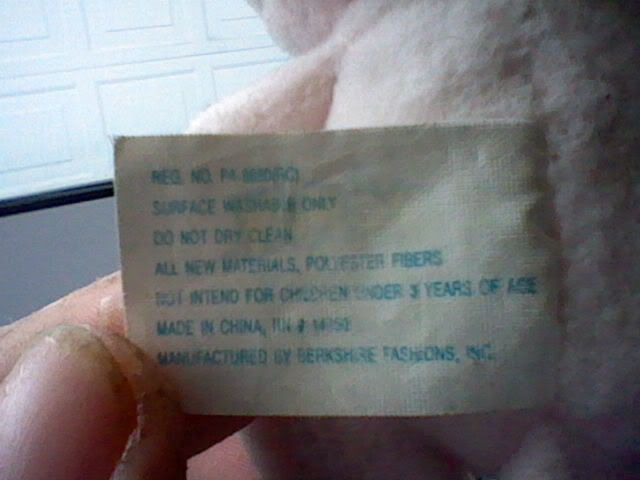 REG. NO. PA-
SURFACE WASHABLE ONLY
DO NOT DRY CLEAN
ALL NEW MATERIALS, POLYESTER FIBERS
NOT INTEND FOR CHILDREN UNDER 3 YEARS OF AGE
MADE IN CHINA, RN #
MANUFACTURED BY BERKSHIRE FASHIONS, INC.